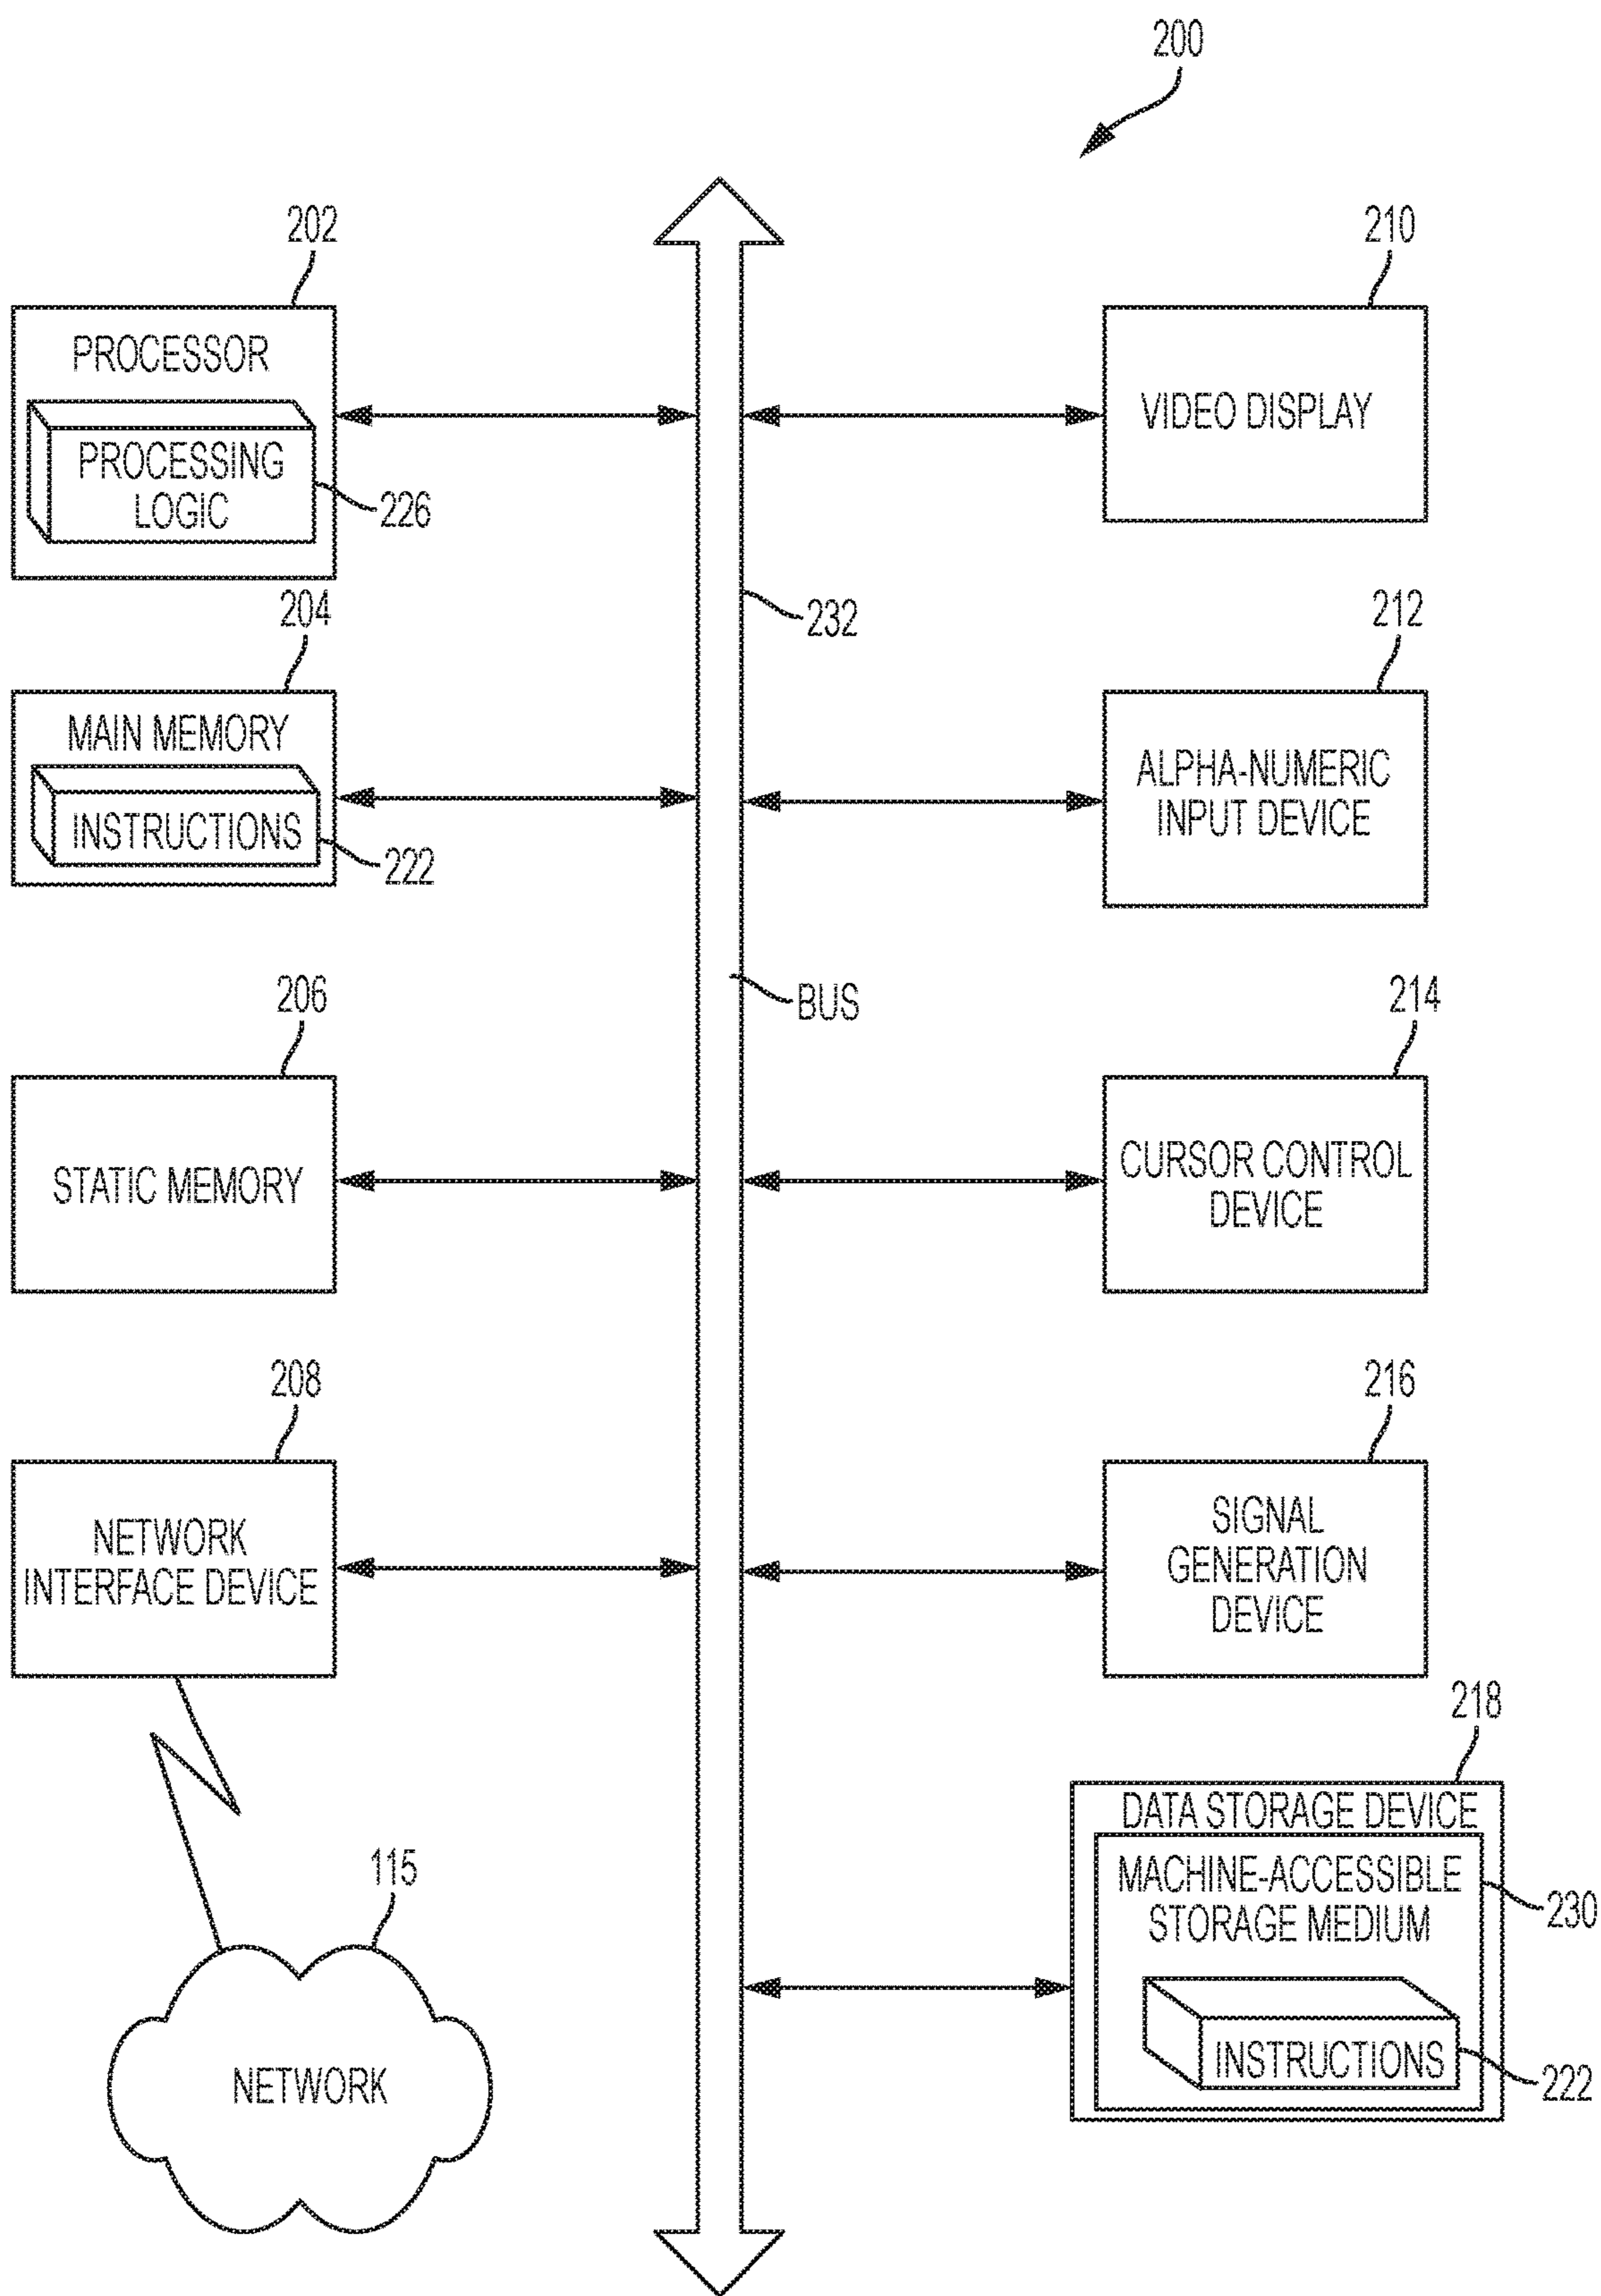 200
202
PROCESSOR
PROCESSING
LOGIC
226
210
VIDEO DISPLAY
232
204
MAIN MEMORY
INSTRUCTIONS
222
212
ALPHA-NUMERIC
INPUT DEVICE
BUS
206
STATIC MEMORY
214
CURSOR CONTROL
DEVICE
208
NETWORK
INTERFACE DEVICE
216
SIGNAL
GENERATION
DEVICE
115
NETWORK
218
DATA STORAGE DEVICE
MACHINE-ACCESSIBLE
STORAGE MEDIUM
230
INSTRUCTIONS
222